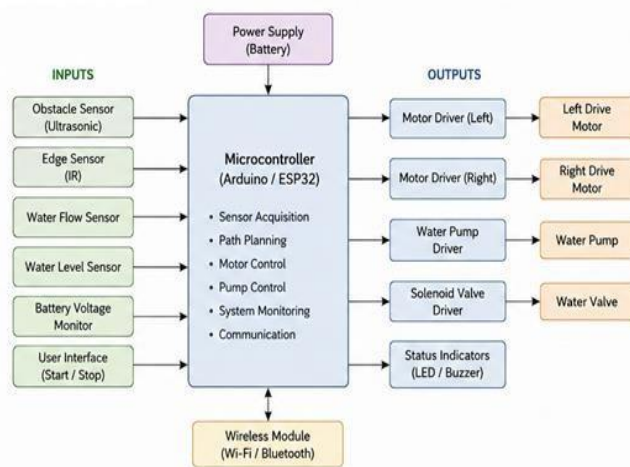 Power Supply
(Battery)
INPUTS
Obstacle Sensor
(Ultrasonic)
Edge Sensor
(IR)
Water Flow Sensor
Water Level Sensor
Battery Voltage
Monitor
User Interface
(Start / Stop)
Microcontroller
(Arduino / ESP32)
• Sensor Acquisition
• Path Planning
• Motor Control
• Pump Control
• System Monitoring
• Communication
OUTPUTS
Motor Driver (Left)
Left Drive
Motor
Motor Driver (Right)
Right Drive
Motor
Water Pump
Driver
Water Pump
Solenoid Valve
Driver
Water Valve
Status Indicators
(LED / Buzzer)
Wireless Module
(Wi-Fi / Bluetooth)